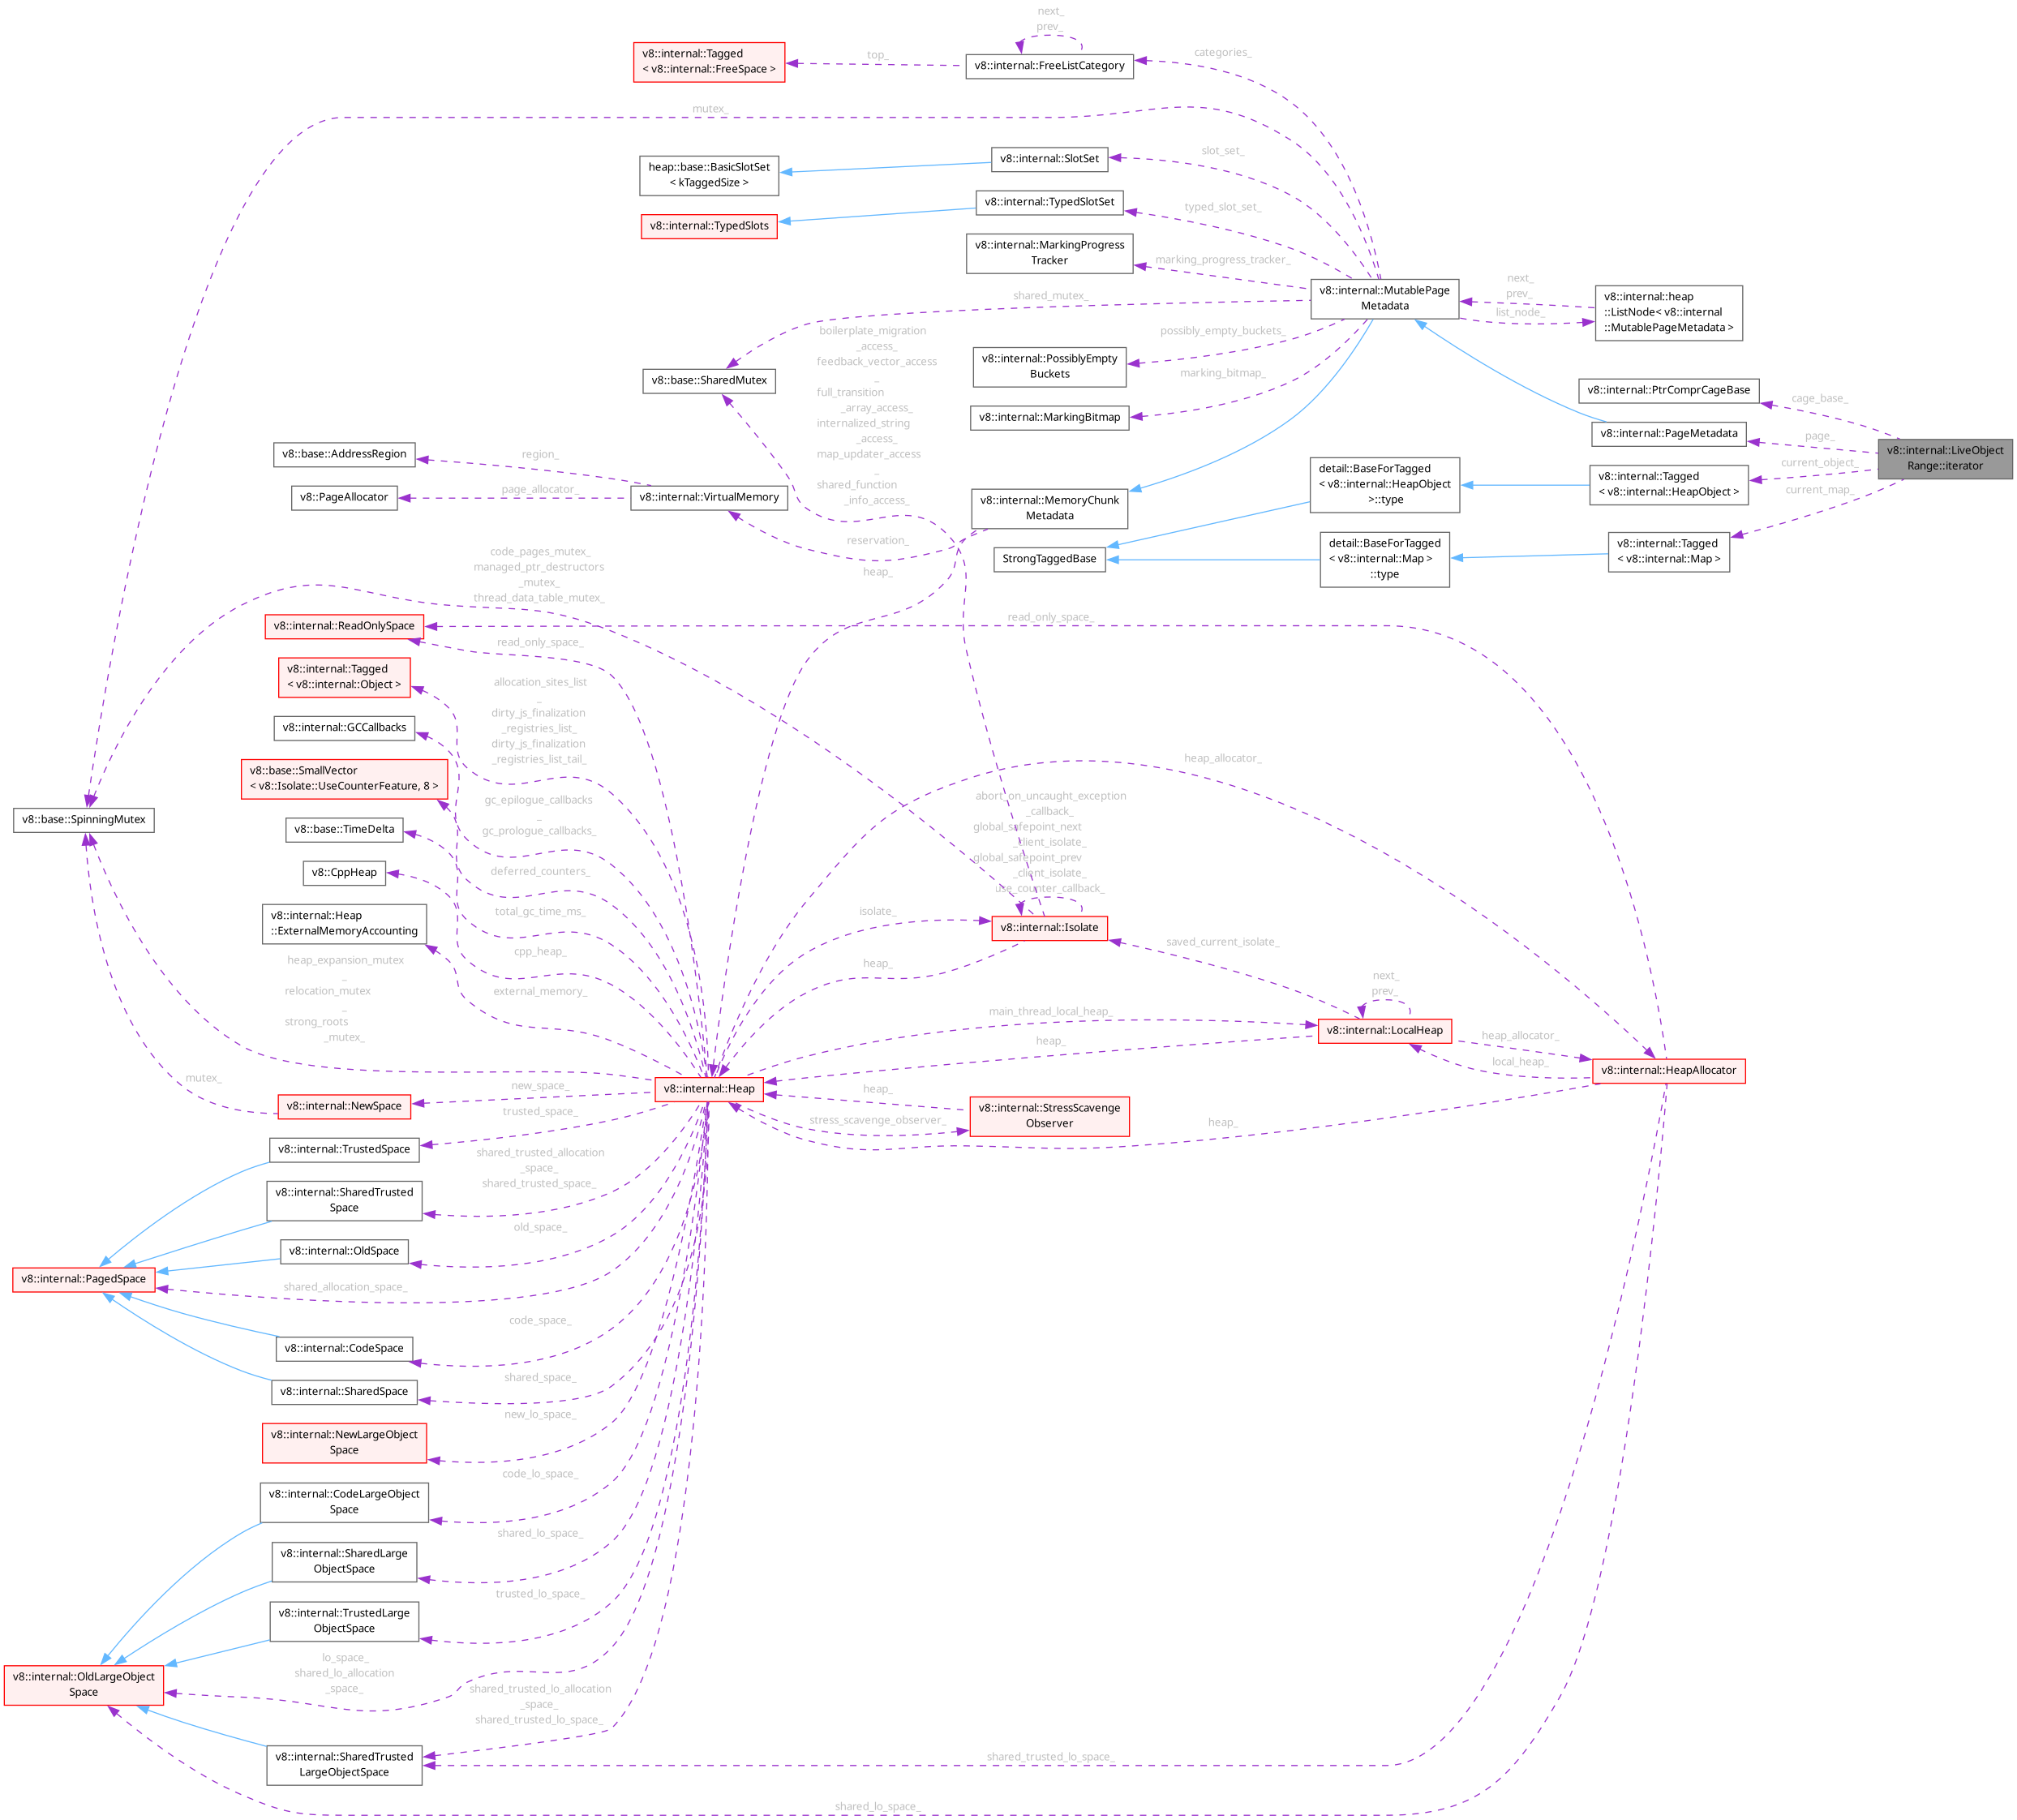 next_
prev_
v8::internal::Tagged
< v8::internal::FreeSpace >
top_
v8::internal::FreeListCategory
categories_
mutex_
heap::base::BasicSlotSet
< kTaggedSize >
v8::internal::SlotSet
slot_set_
v8::internal::TypedSlots
v8::internal::TypedSlotSet
typed_slot_set_
v8::internal::MarkingProgress
Tracker
marking_progress_tracker_
v8::internal::MutablePage
Metadata
next_
prev_
list_node_
v8::internal::heap
::ListNode< v8::internal
::MutablePageMetadata >
shared_mutex_
v8::base::SharedMutex
boilerplate_migration
_access_
feedback_vector_access
_
full_transition
_array_access_
internalized_string
_access_
map_updater_access
_
shared_function
_info_access_
v8::internal::PossiblyEmpty
Buckets
possibly_empty_buckets_
v8::internal::MarkingBitmap
marking_bitmap_
v8::internal::PtrComprCageBase
cage_base_
v8::internal::PageMetadata
page_
v8::internal::LiveObject
Range::iterator
current_object_
current_map_
v8::base::AddressRegion
region_
v8::PageAllocator
page_allocator_
v8::internal::VirtualMemory
reservation_
v8::internal::MemoryChunk
Metadata
heap_
detail::BaseForTagged
< v8::internal::HeapObject
>::type
v8::internal::Tagged
< v8::internal::HeapObject >
StrongTaggedBase
detail::BaseForTagged
< v8::internal::Map >
::type
v8::internal::Tagged
< v8::internal::Map >
code_pages_mutex_
managed_ptr_destructors
_mutex_
thread_data_table_mutex_
v8::internal::ReadOnlySpace
read_only_space_
read_only_space_
v8::internal::Tagged
< v8::internal::Object >
allocation_sites_list
_
dirty_js_finalization
_registries_list_
dirty_js_finalization
_registries_list_tail_
v8::internal::GCCallbacks
gc_epilogue_callbacks
_
gc_prologue_callbacks_
v8::base::SmallVector
< v8::Isolate::UseCounterFeature, 8 >
deferred_counters_
v8::base::SpinningMutex
v8::base::TimeDelta
total_gc_time_ms_
v8::CppHeap
cpp_heap_
v8::internal::Heap
::ExternalMemoryAccounting
external_memory_
heap_expansion_mutex
_
relocation_mutex
_
strong_roots
_mutex_
heap_allocator_
abort_on_uncaught_exception
_callback_
global_safepoint_next
_client_isolate_
global_safepoint_prev
_client_isolate_
use_counter_callback_
isolate_
v8::internal::Isolate
heap_
saved_current_isolate_
next_
prev_
main_thread_local_heap_
v8::internal::LocalHeap
heap_
heap_allocator_
local_heap_
v8::internal::HeapAllocator
v8::internal::Heap
heap_
stress_scavenge_observer_
v8::internal::StressScavenge
Observer
heap_
mutex_
v8::internal::NewSpace
new_space_
v8::internal::TrustedSpace
trusted_space_
v8::internal::SharedTrusted
Space
shared_trusted_allocation
_space_
shared_trusted_space_
v8::internal::OldSpace
old_space_
v8::internal::PagedSpace
shared_allocation_space_
v8::internal::CodeSpace
code_space_
v8::internal::SharedSpace
shared_space_
v8::internal::NewLargeObject
Space
new_lo_space_
v8::internal::CodeLargeObject
Space
code_lo_space_
v8::internal::SharedLarge
ObjectSpace
shared_lo_space_
v8::internal::TrustedLarge
ObjectSpace
trusted_lo_space_
v8::internal::OldLargeObject
Space
lo_space_
shared_lo_allocation
_space_
shared_trusted_lo_allocation
_space_
shared_trusted_lo_space_
v8::internal::SharedTrusted
LargeObjectSpace
shared_trusted_lo_space_
shared_lo_space_